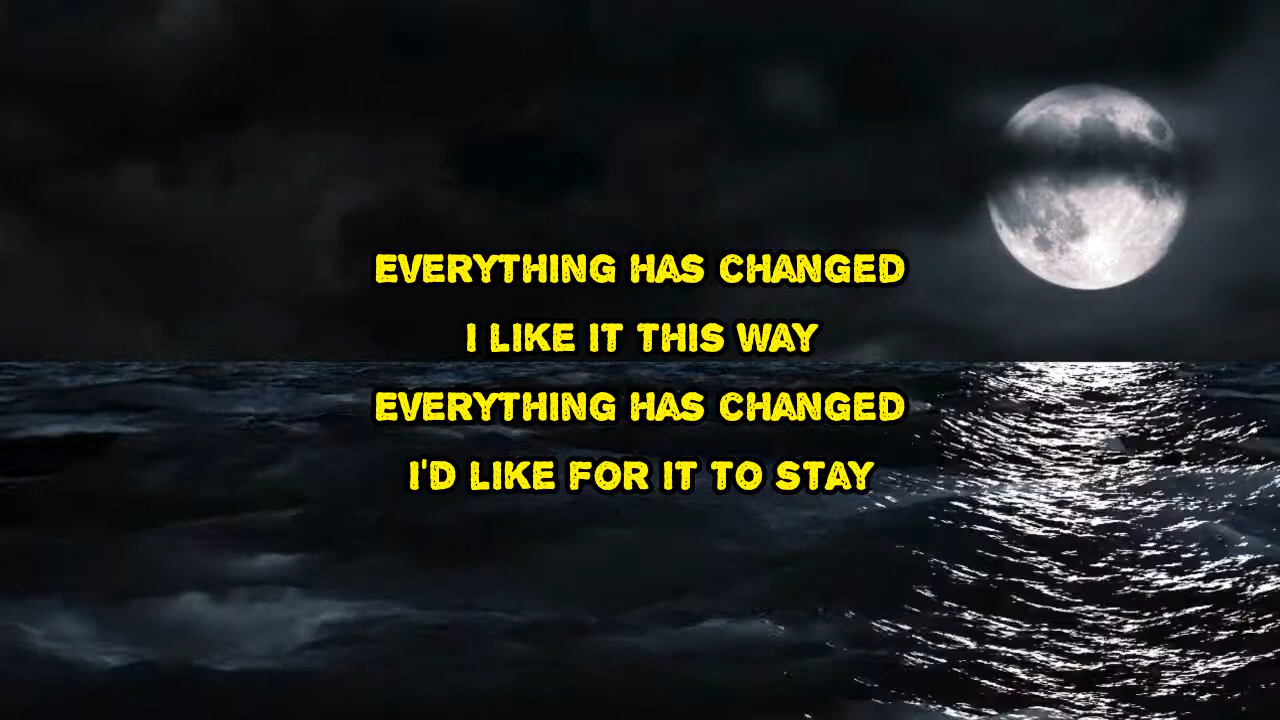 EVERYTHING HAS CHANGED
I LIKE IT THIS WAY
EVERYTHING HAS CHANGED
I'D LIKE FOR IT TO STAY